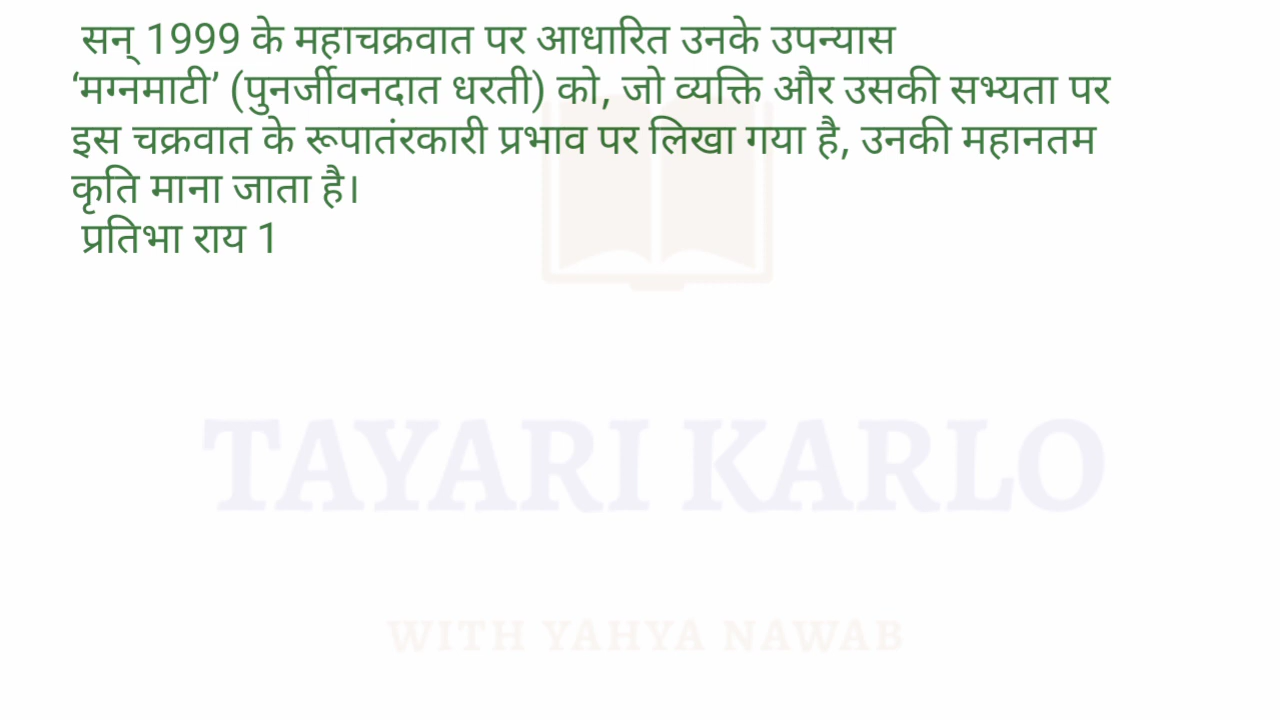 सन् 1999 के महाचक्रवात पर आधारित उनके उपन्यास
‘मग्नमाटी’ (पुनर्जीवनदात धरती) को, जो व्यक्ति और उसकी सभ्यता पर
इस चक्रवात के रूपातंरकारी प्रभाव पर लिखा गया है, उनकी महानतम
कृति माना जाता है।
प्रतिभा राय 1
TAYARI KARLO
WITH YAHYA NAWAB